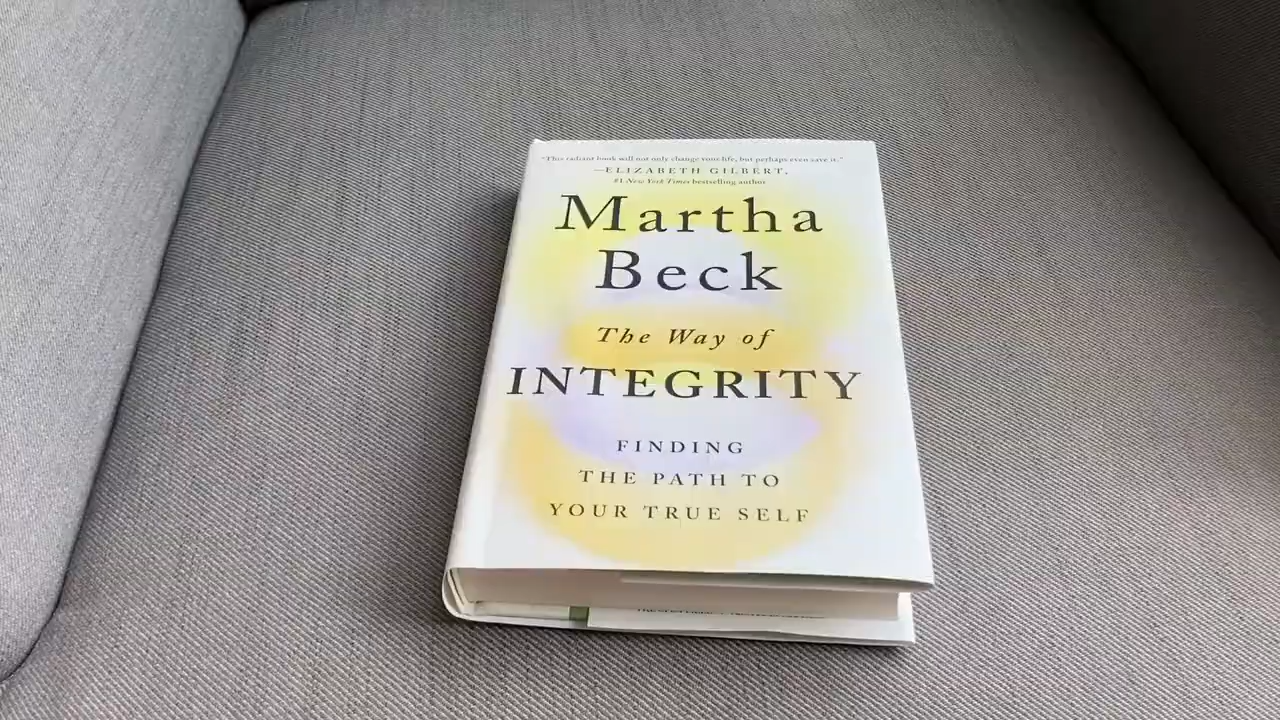 "This radiant book will not only change your life, but perhaps even save it."
—ELIZABETH GILBERT,
#1 New York Times bestselling author
Martha
Beck
The Way of
INTEGRITY
FINDING
THE PATH TO
YOUR TRUE SELF